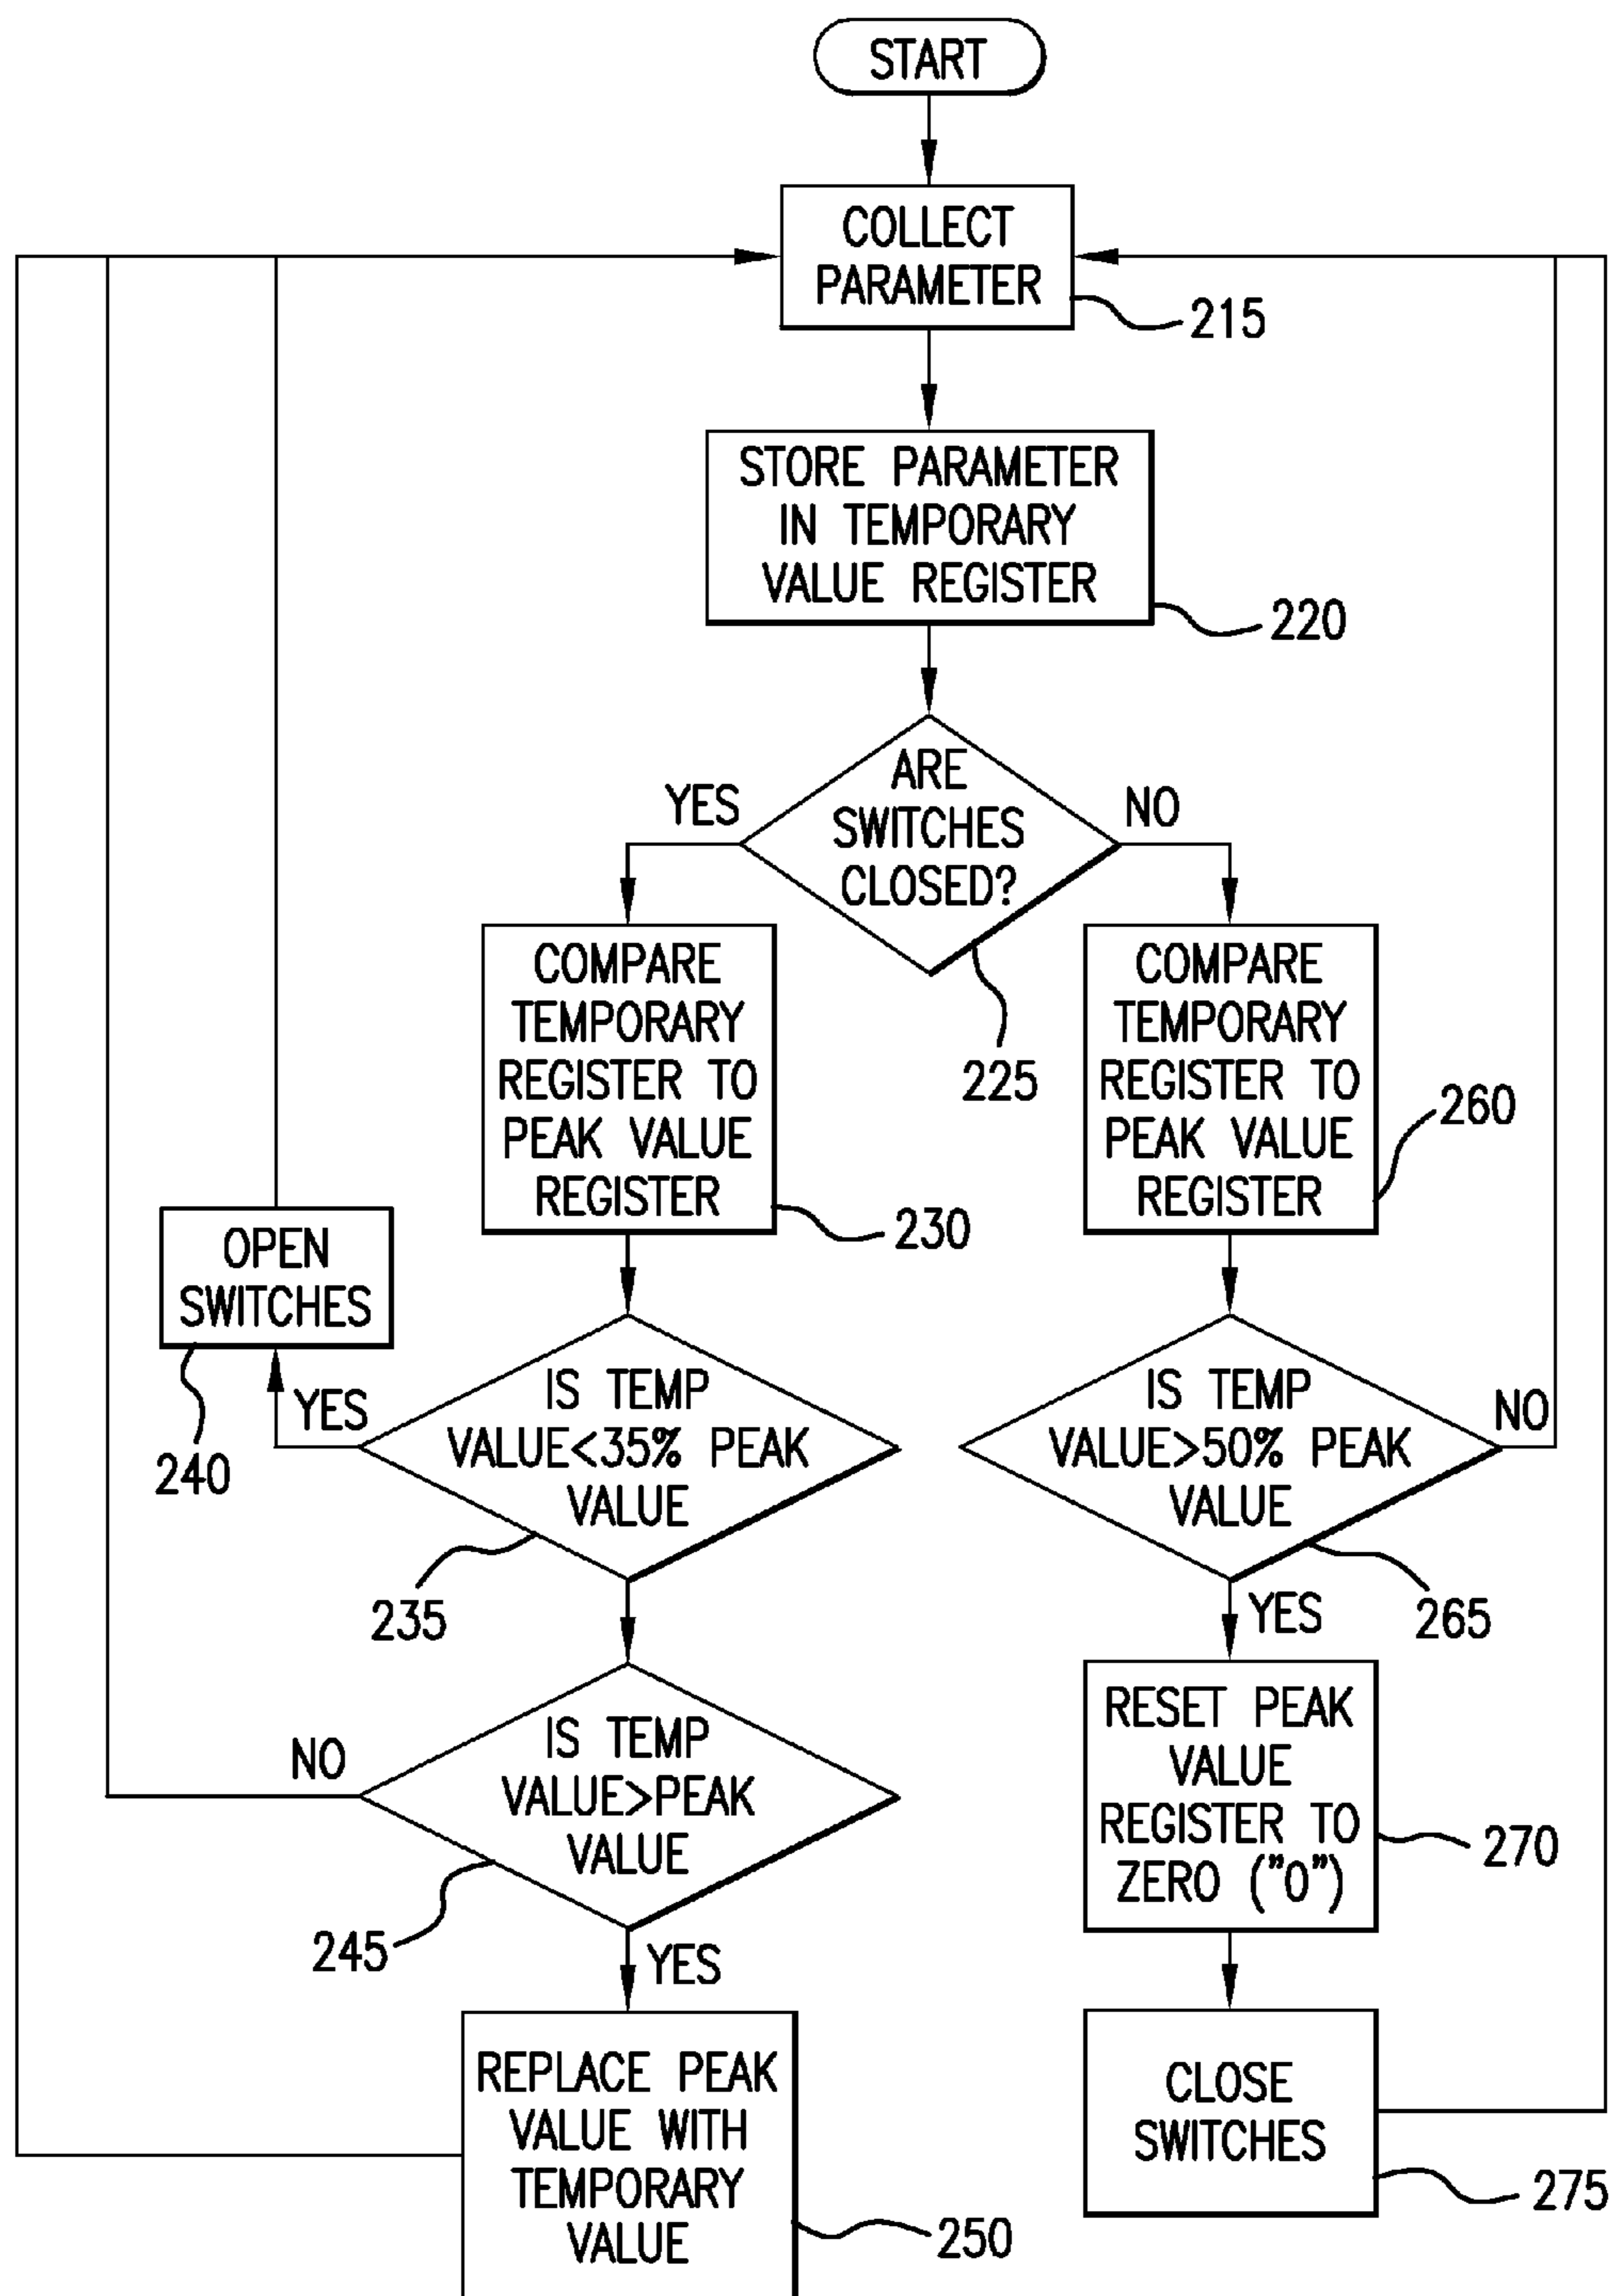 START
COLLECT
PARAMETER
215
STORE PARAMETER
IN TEMPORARY
VALUE REGISTER
220
ARE
SWITCHES
CLOSED?
YES
NO
225
COMPARE
TEMPORARY
REGISTER TO
PEAK VALUE
REGISTER
230
COMPARE
TEMPORARY
REGISTER TO
PEAK VALUE
REGISTER
260
OPEN
SWITCHES
240
YES
IS TEMP
VALUE<35% PEAK
VALUE
235
IS TEMP
VALUE>50% PEAK
VALUE
NO
265
YES
NO
IS TEMP
VALUE>PEAK
VALUE
245
YES
RESET PEAK
VALUE
REGISTER TO
ZERO ("0")
270
REPLACE PEAK
VALUE WITH
TEMPORARY
VALUE
250
CLOSE
SWITCHES
275